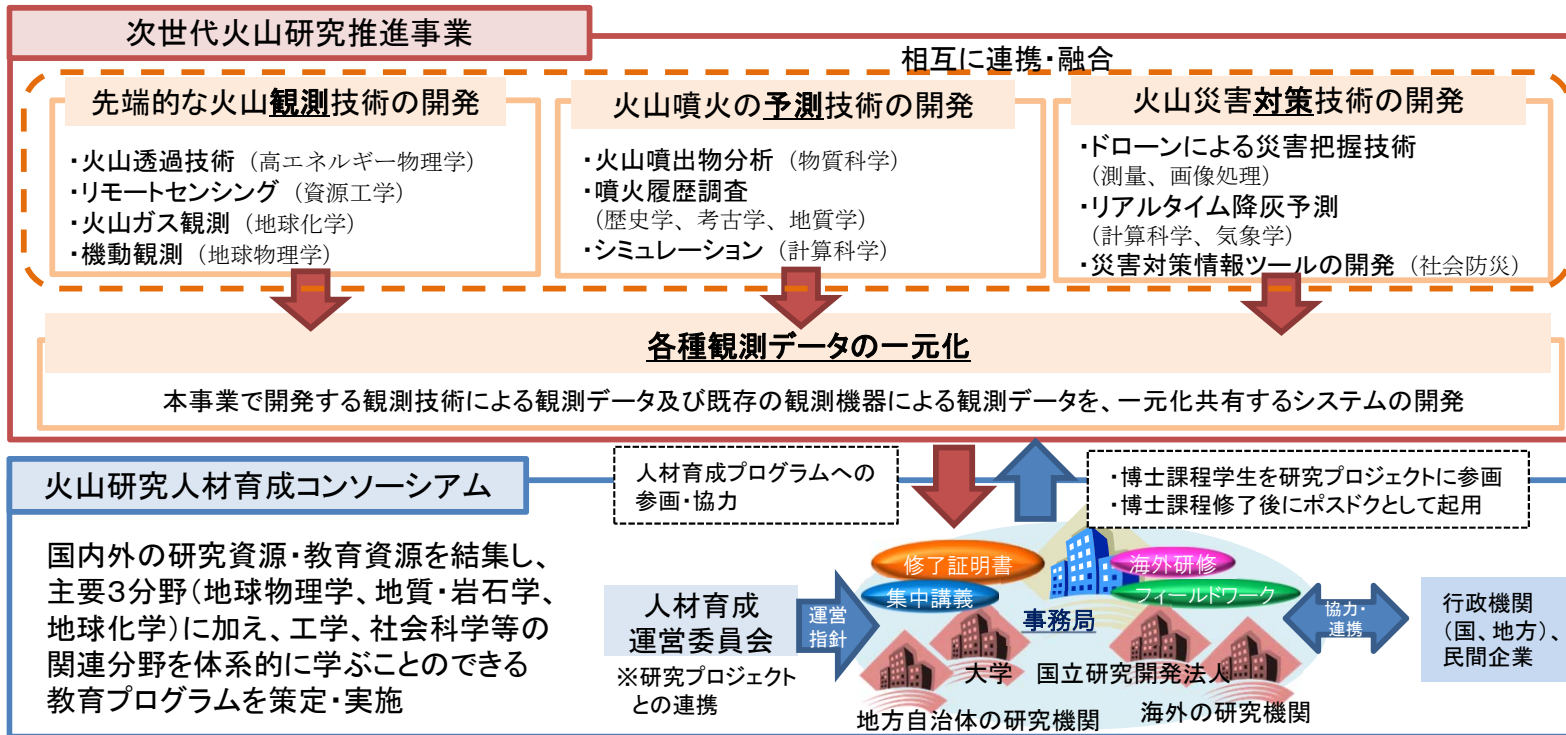 次世代火山研究推進事業
相互に連携・融合
先端的な火山観測技術の開発
・火山透過技術（高エネルギー物理学）
・リモートセンシング（資源工学）
・火山ガス観測（地球化学）
・機動観測（地球物理学）
火山噴火の予測技術の開発
・火山噴出物分析（物質科学）
・噴火履歴調査
（歴史学、考古学、地質学）
・シミュレーション（計算科学）
火山災害対策技術の開発
・ドローンによる災害把握技術
（測量、画像処理）
・リアルタイム降灰予測
（計算科学、気象学）
・災害対策情報ツールの開発（社会防災）
各種観測データの一元化
本事業で開発する観測技術による観測データ及び既存の観測機器による観測データを、一元化共有するシステムの開発
火山研究人材育成コンソーシアム
人材育成プログラムへの
参画・協力
・博士課程学生を研究プロジェクトに参画
・博士課程修了後にポスドクとして起用
国内外の研究資源・教育資源を結集し、
主要３分野（地球物理学、地質・岩石学、
地球化学）に加え、工学、社会科学等の
関連分野を体系的に学ぶことのできる
教育プログラムを策定・実施
人材育成
運営委員会
※研究プロジェクト
との連携
運営
指針
修了証明書
海外研修
集中講義
フィールドワーク
事務局
大学
国立研究開発法人
地方自治体の研究機関
海外の研究機関
協力・
連携
行政機関
（国、地方）、
民間企業